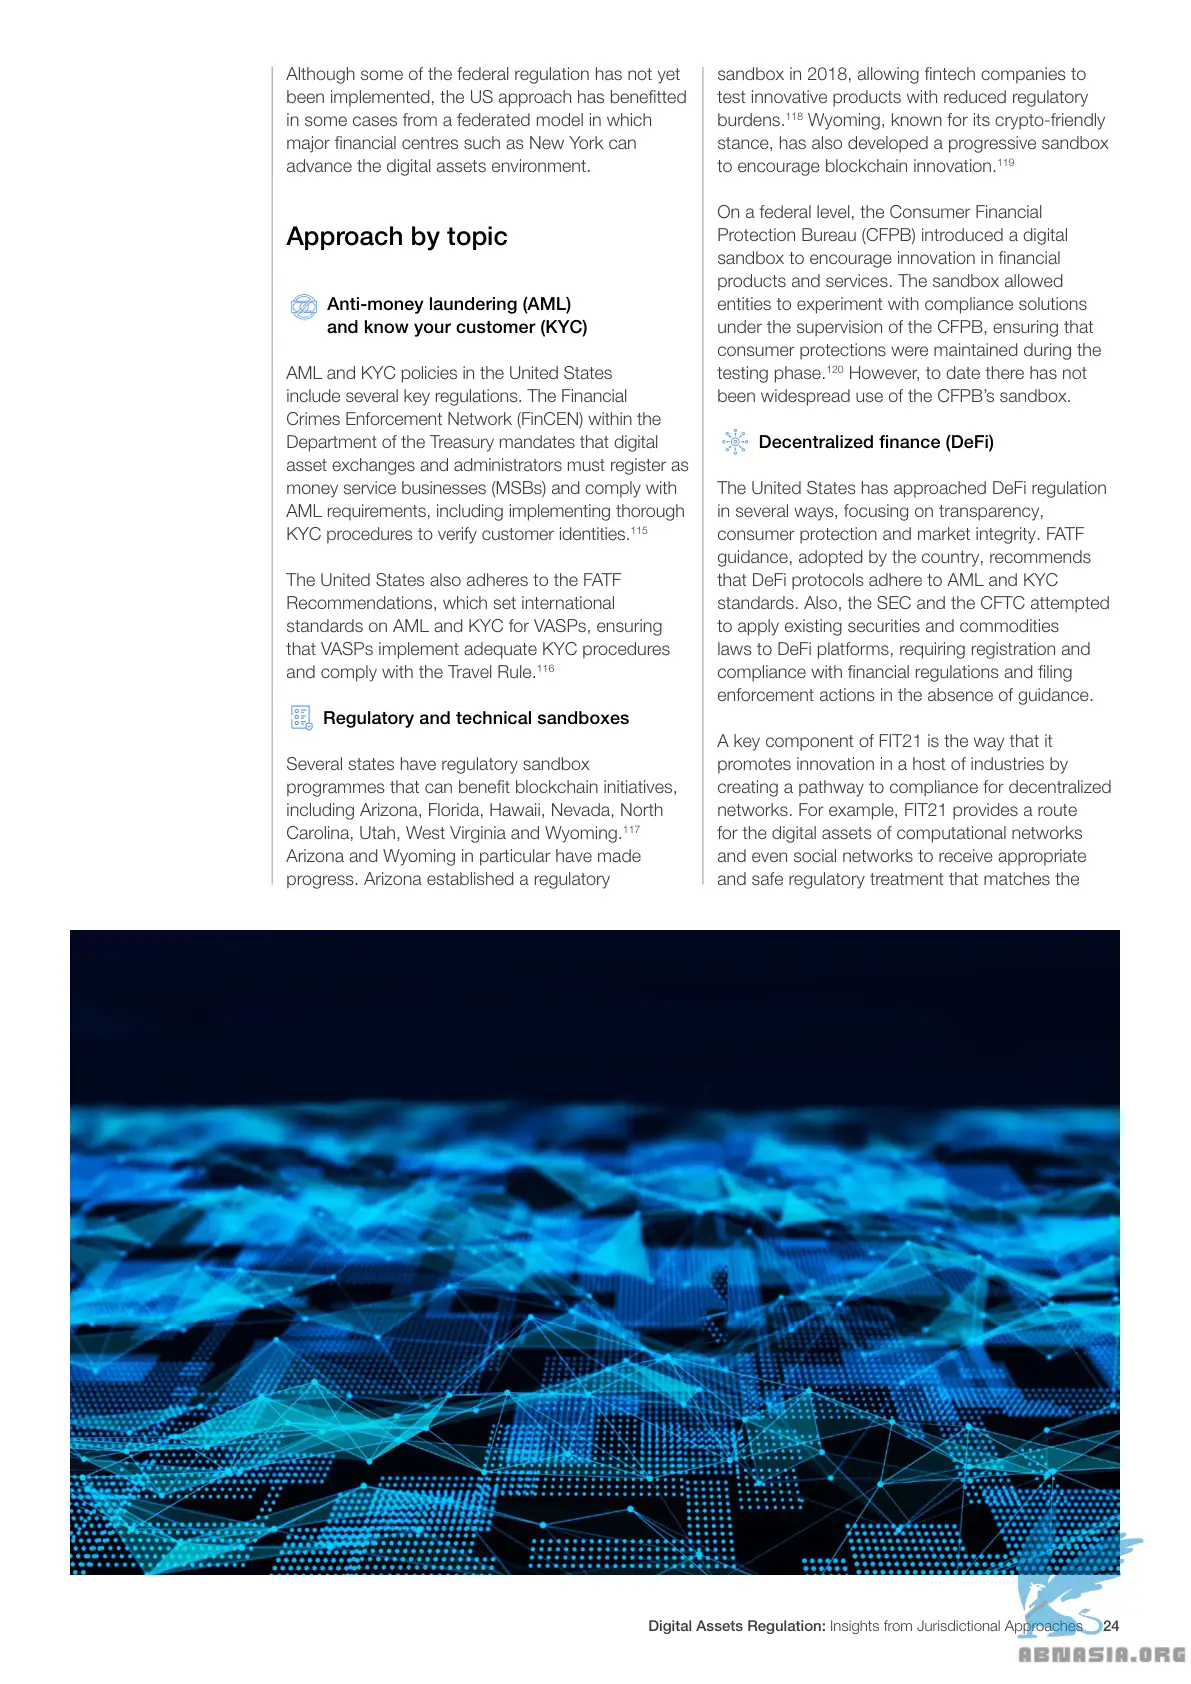 Although some of the federal regulation has not yet
been implemented, the US approach has benefitted
in some cases from a federated model in which
major financial centres such as New York can
advance the digital assets environment.
Approach by topic
Anti-money laundering (AML)
and know your customer (KYC)
AML and KYC policies in the United States
include several key regulations. The Financial
Crimes Enforcement Network (FinCEN) within the
Department of the Treasury mandates that digital
asset exchanges and administrators must register as
money service businesses (MSBs) and comply with
AML requirements, including implementing thorough
KYC procedures to verify customer identities.115
The United States also adheres to the FATF
Recommendations, which set international
standards on AML and KYC for VASPs, ensuring
that VASPs implement adequate KYC procedures
and comply with the Travel Rule.116
Regulatory and technical sandboxes
Several states have regulatory sandbox
programmes that can benefit blockchain initiatives,
including Arizona, Florida, Hawaii, Nevada, North
Carolina, Utah, West Virginia and Wyoming.117
Arizona and Wyoming in particular have made
progress. Arizona established a regulatory
sandbox in 2018, allowing fintech companies to
test innovative products with reduced regulatory
burdens.118 Wyoming, known for its crypto-friendly
stance, has also developed a progressive sandbox
to encourage blockchain innovation.119
On a federal level, the Consumer Financial
Protection Bureau (CFPB) introduced a digital
sandbox to encourage innovation in financial
products and services. The sandbox allowed
entities to experiment with compliance solutions
under the supervision of the CFPB, ensuring that
consumer protections were maintained during the
testing phase.120 However, to date there has not
been widespread use of the CFPB's sandbox.
Decentralized finance (DeFi)
The United States has approached DeFi regulation
in several ways, focusing on transparency,
consumer protection and market integrity. FATF
guidance, adopted by the country, recommends
that DeFi protocols adhere to AML and KYC
standards. Also, the SEC and the CFTC attempted
to apply existing securities and commodities
laws to DeFi platforms, requiring registration and
compliance with financial regulations and filing
enforcement actions in the absence of guidance.
A key component of FIT21 is the way that it
promotes innovation in a host of industries by
creating a pathway to compliance for decentralized
networks. For example, FIT21 provides a route
for the digital assets of computational networks
and even social networks to receive appropriate
and safe regulatory treatment that matches the
Digital Assets Regulation: Insights from Jurisdictional Approaches 24
ABNASIA.ORG